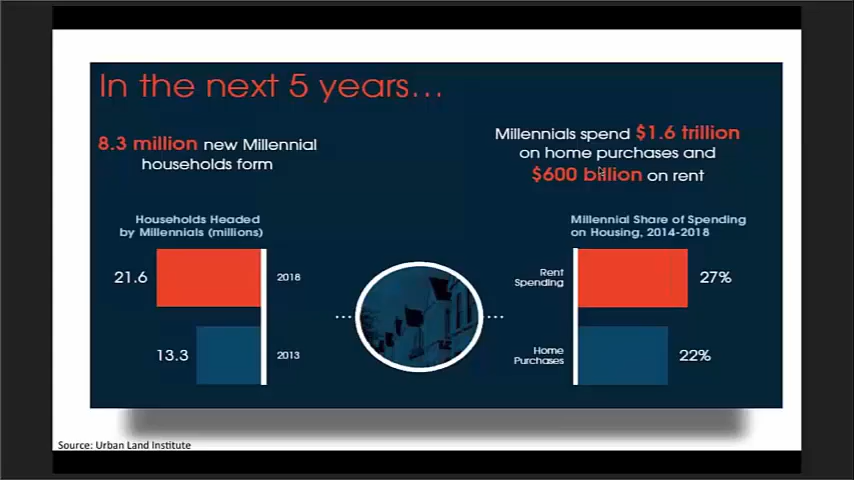 In the next 5 years...
8.3 million new Millennial
households form
Millennials spend $1.6 trillion
on home purchases and
$600 billion on rent
Households Headed
by Millennials (millions)
21.6
2018
13.3
2013
Millennial Share of Spending
on Housing, 2014-2018
Rent
Spending
27%
Home
Purchases
22%
Source: Urban Land Institute